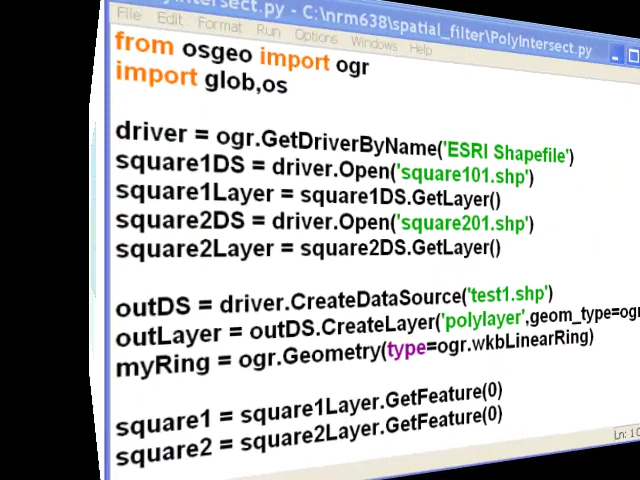 PolyIntersect.py - C:\nrm638\spatial_filter\PolyIntersect.py
File Edit Format Run Options Windows Help
from osgeo import ogr
import glob,os
driver = ogr.GetDriverByName('ESRI Shapefile')
square1DS = driver.Open('square101.shp')
square1Layer = square1DS.GetLayer()
square2DS = driver.Open('square201.shp')
square2Layer = square2DS.GetLayer()
outDS = driver.CreateDataSource('test1.shp')
outLayer = outDS.CreateLayer('polylayer',geom_type=ogr
myRing = ogr.Geometry(type=ogr.wkbLinearRing)
square1 = square1Layer.GetFeature(0)
square2 = square2Layer.GetFeature(0)
Ln: 1